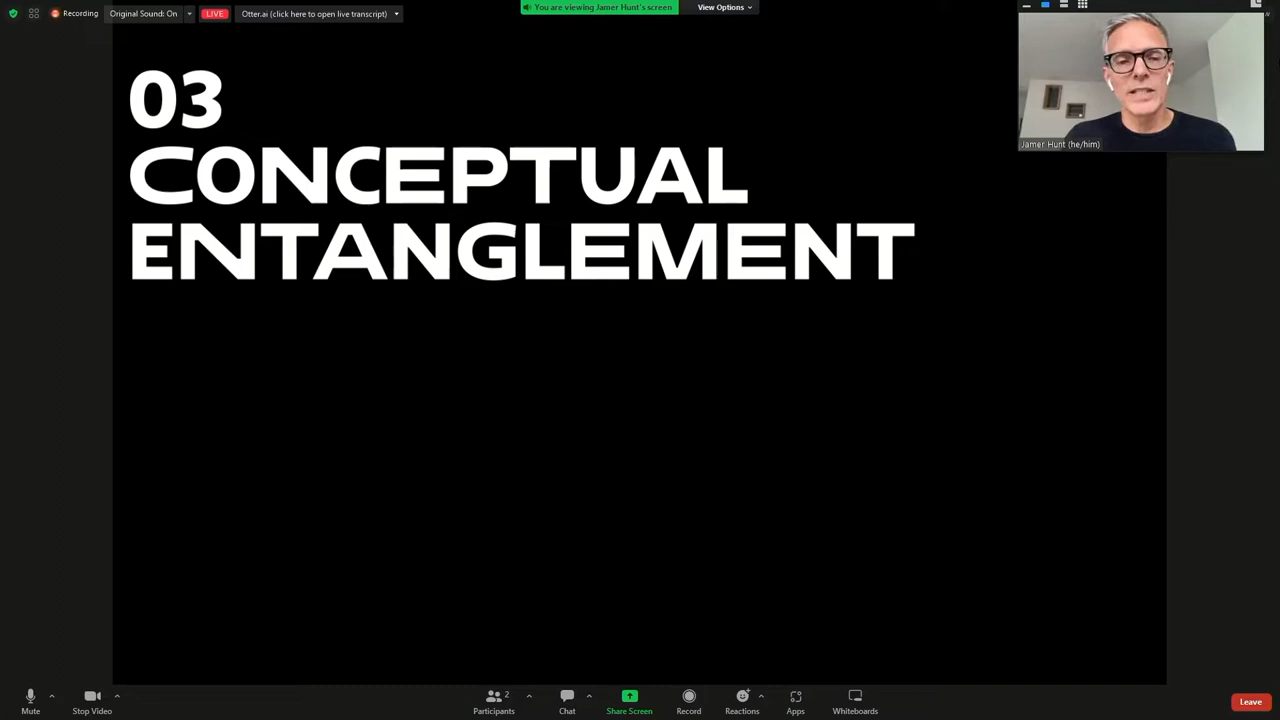 Recording
Original Sound: On
LIVE
Otter.ai (click here to open live transcript)
You are viewing Jamer Hunt's screen
View Options
Jamer Hunt (he/him)
03
CONCEPTUAL
ENTANGLEMENT
Mute
Stop Video
Participants
2
Chat
Share Screen
Record
Reactions
Apps
Whiteboards
Leave